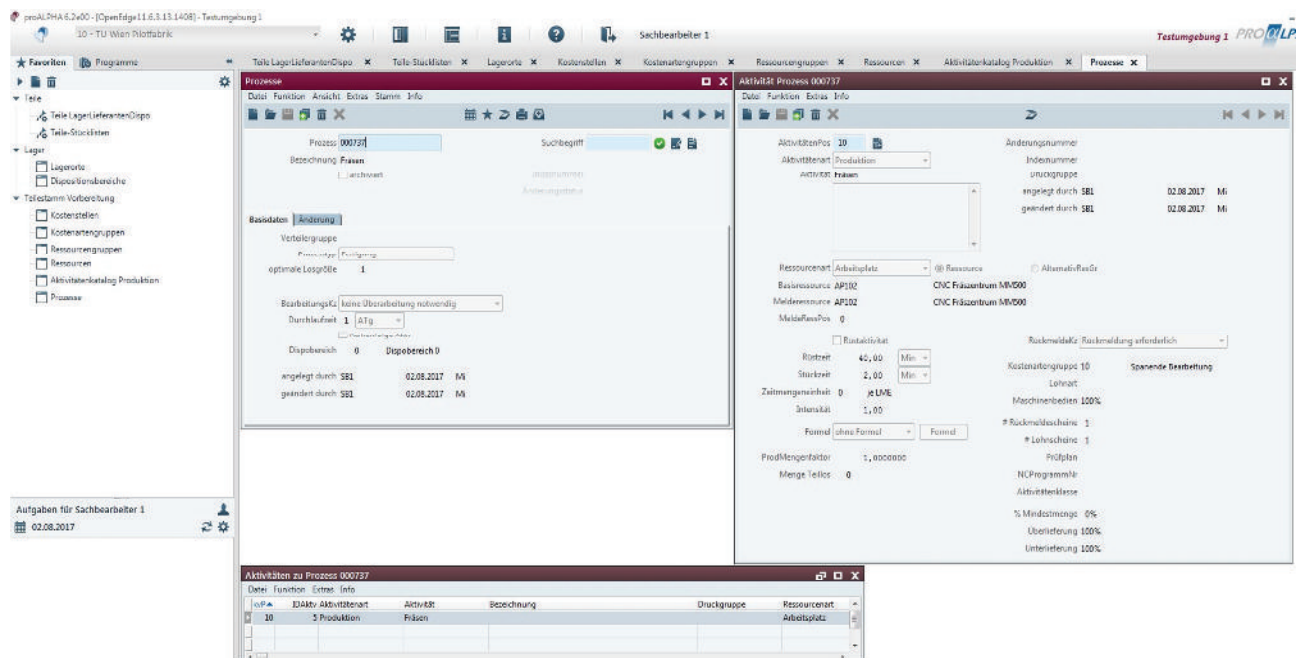 proALPHA 6.2e00 - [OpenEdge11.6.3.13.1408] - Testumgebung 1
10 - TU Wien Pilotfabrik
Sachbearbeiter 1
Testumgebung 1
Favoriten Programme
Teile LagerLieferantenDispo Teile-Stücklisten Lagerorte Kostenstellen Kostenartengruppen Ressourcengruppen Ressourcen Aktivitätenkatalog Produktion Prozesse
Teile
Teile LagerLieferantenDispo
Teile-Stücklisten
Lager
Lagerorte
Dispositionsbereiche
Teilestamm Vorbereitung
Kostenstellen
Kostenartengruppen
Ressourcengruppen
Ressourcen
Aktivitätenkatalog Produktion
Prozesse
Aufgaben für Sachbearbeiter 1
02.08.2017
Prozesse
Datei Funktion Ansicht Extras Stamm Info
Prozess 000737 Suchbegriff
Bezeichnung Fräsen
archiviert
Änderungsstatus
Basisdaten Änderung
Verteilergruppe
optimale Losgröße 1
BearbeitungsKz keine Überarbeitung notwendig
Durchlaufzeit 1 ATg
Dispobereich 0 Dispobereich 0
angelegt durch SB1 02.08.2017 Mi
geändert durch SB1 02.08.2017 Mi
Aktivität Prozess 000737
Datei Funktion Extras Info
AktivitätenPos 10 Änderungsnummer
Aktivitätenart Produktion Indexnummer
Aktivität Fräsen Druckgruppe
angelegt durch SB1 02.08.2017 Mi
geändert durch SB1 02.08.2017 Mi
Ressourcenart Arbeitsplatz Ressource AlternativResGr
Basisressource AP102 CNC Fräszentrum MM500
Melderessource AP102 CNC Fräszentrum MM500
MeldeRessPos 0
Rüstaktivität RückmeldeKz Rückmeldung erforderlich
Rüstzeit 40,00 Min
Kostenartengruppe 10 Spanende Bearbeitung
Stückzeit 2,00 Min
Lohnart
Zeitmengeneinheit 0 je LME
Maschinenbedien 100%
Intensität 1,00
# Rückmeldescheine 1
Formel ohne Formel Formel
# Lohnscheine 1
ProdMengenfaktor 1,0000000 Prüfplan
Menge Teillos 0 NCProgrammNr
Aktivitätenklasse
% Mindestmenge 0%
Überlieferung 100%
Unterlieferung 100%
Aktivitäten zu Prozess 000737
Datei Funktion Extras Info
IDAktv Aktivitätenart Aktivität Bezeichnung Druckgruppe Ressourcenart
10 5 Produktion Fräsen Arbeitsplatz